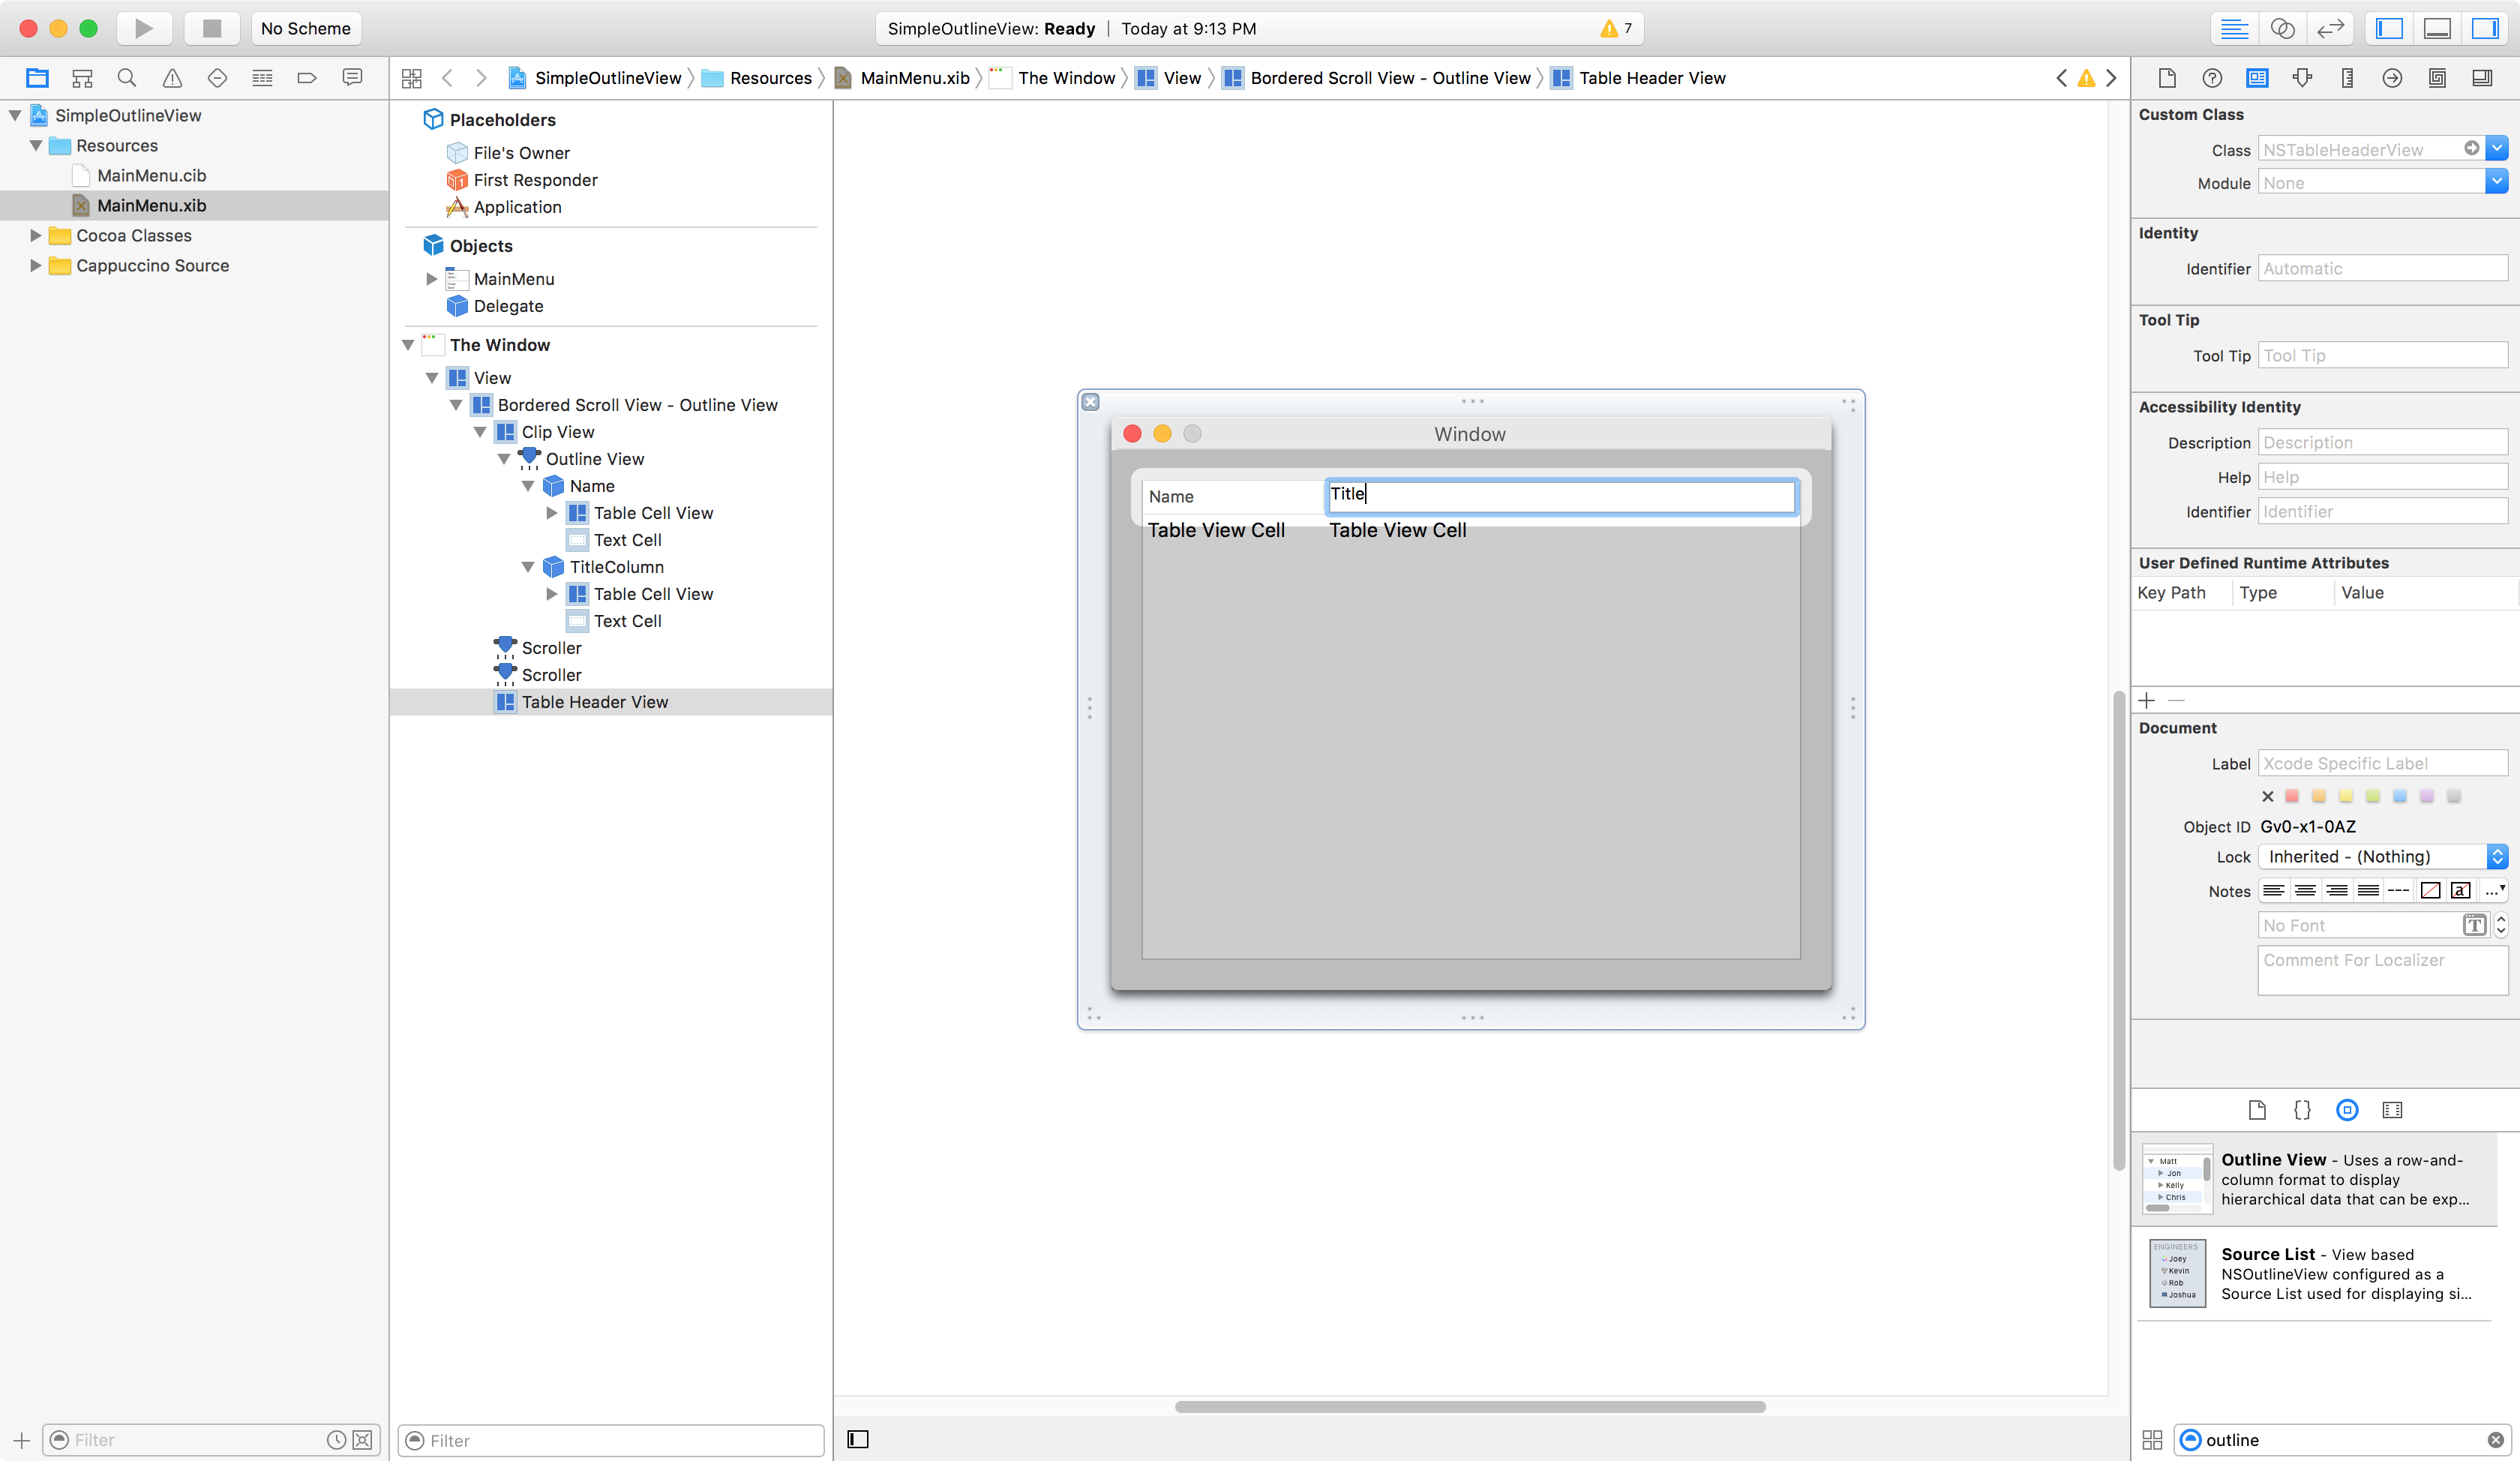 No Scheme
SimpleOutlineView: Ready | Today at 9:13 PM
7
SimpleOutlineView
Resources
MainMenu.xib
The Window
View
Bordered Scroll View - Outline View
Table Header View
SimpleOutlineView
Resources
MainMenu.cib
MainMenu.xib
Cocoa Classes
Cappuccino Source
Filter
Placeholders
File's Owner
First Responder
Application
Objects
MainMenu
Delegate
The Window
View
Bordered Scroll View - Outline View
Clip View
Outline View
Name
Table Cell View
Text Cell
TitleColumn
Table Cell View
Text Cell
Scroller
Scroller
Table Header View
Filter
Window
Name
Title
Table View Cell
Table View Cell
Custom Class
Class NSTableHeaderView
Module None
Identity
Identifier Automatic
Tool Tip
Tool Tip Tool Tip
Accessibility Identity
Description Description
Help Help
Identifier Identifier
User Defined Runtime Attributes
Key Path Type Value
Document
Label Xcode Specific Label
Object ID Gv0-x1-0AZ
Lock Inherited - (Nothing)
Notes
No Font
Comment For Localizer
Matt
Jon
Kelly
Chris
Outline View - Uses a row-and-
column format to display
hierarchical data that can be exp...
ENGINEERS
Joey
Kevin
Rob
Joshua
Source List - View based
NSOutlineView configured as a
Source List used for displaying si...
outline